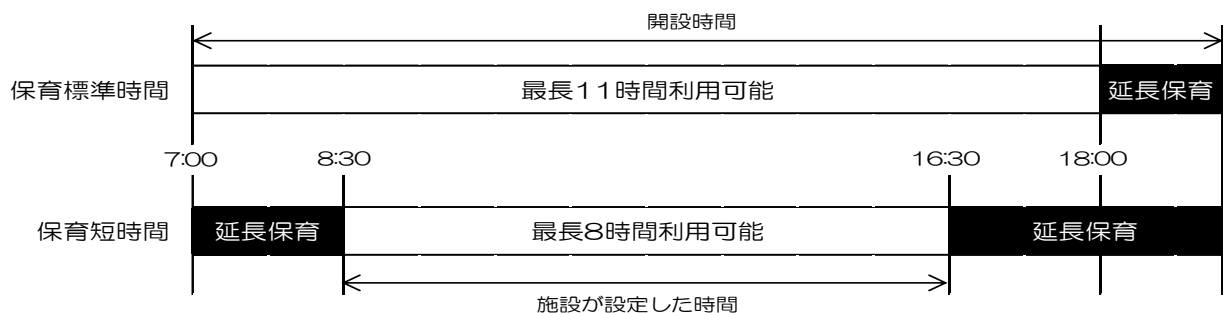 開設時間
保育標準時間
最長11時間利用可能
延長保育
7:00
8:30
16:30
18:00
保育短時間
延長保育
最長8時間利用可能
延長保育
施設が設定した時間